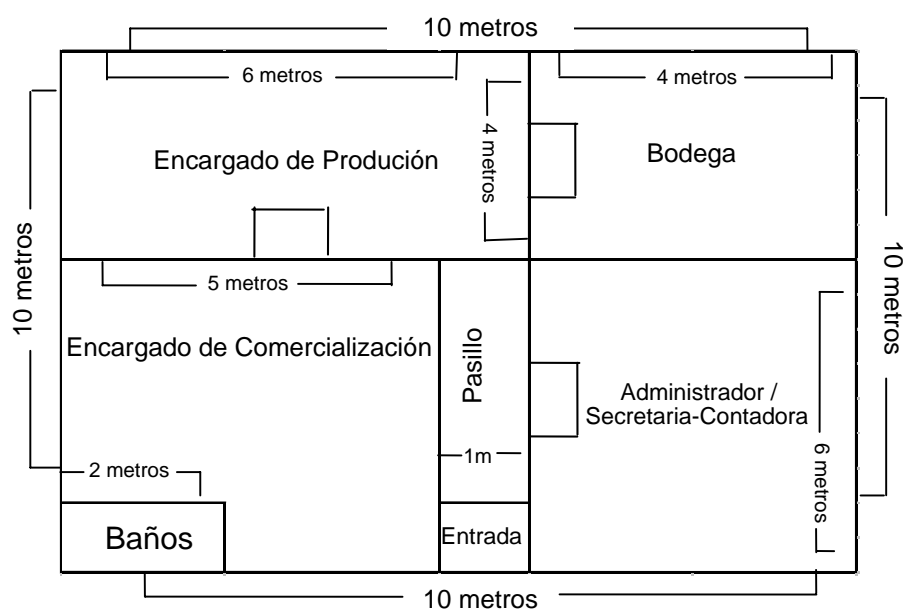 10 metros
6 metros
4 metros
4 metros
Encargado de Produción
Bodega
10 metros
10 metros
5 metros
Encargado de Comercialización
Pasillo
Administrador /
Secretaria-Contadora
6 metros
1m
2 metros
Baños
Entrada
10 metros